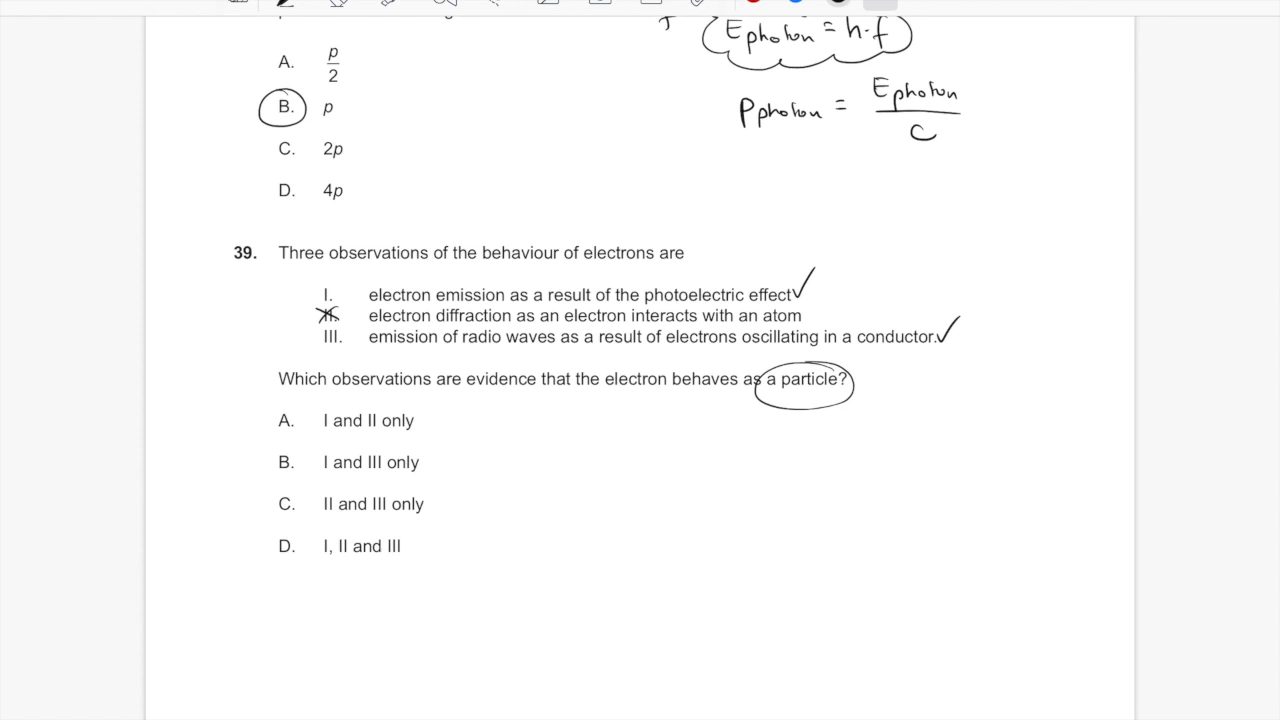 E photon = h·f
A. p/2
P photon = E photon / c
B. p
C. 2p
D. 4p
39. Three observations of the behaviour of electrons are
I. electron emission as a result of the photoelectric effect
II. electron diffraction as an electron interacts with an atom
III. emission of radio waves as a result of electrons oscillating in a conductor.
Which observations are evidence that the electron behaves as a particle?
A. I and II only
B. I and III only
C. II and III only
D. I, II and III